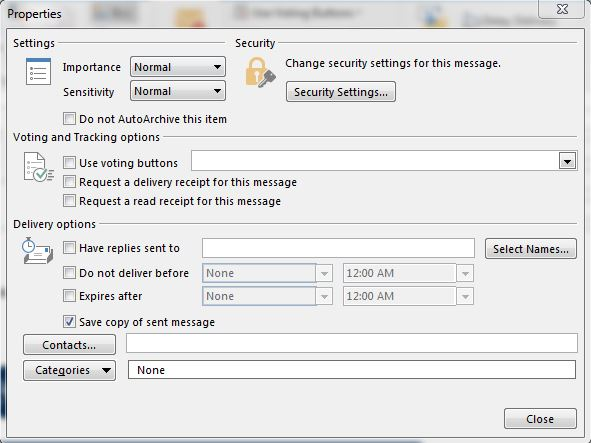 Use Voting Buttons
Properties
Settings
Security
Importance Normal
Change security settings for this message.
Sensitivity Normal
Security Settings...
Do not AutoArchive this item
Voting and Tracking options
Use voting buttons
Request a delivery receipt for this message
Request a read receipt for this message
Delivery options
Have replies sent to
Select Names...
Do not deliver before None 12:00 AM
Expires after None 12:00 AM
Save copy of sent message
Contacts...
Categories None
Close